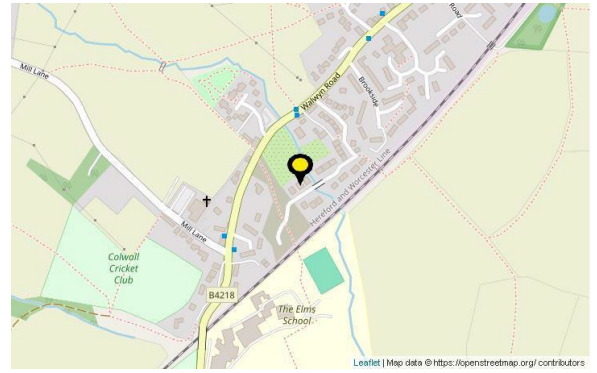 Road
Mill Lane
Walwyn Road
Brookside
Hereford and Worcester Line
Mill Lane
Colwall
Cricket
Club
B4218
The Elms
School
Leaflet | Map data © https://openstreetmap.org/ contributors